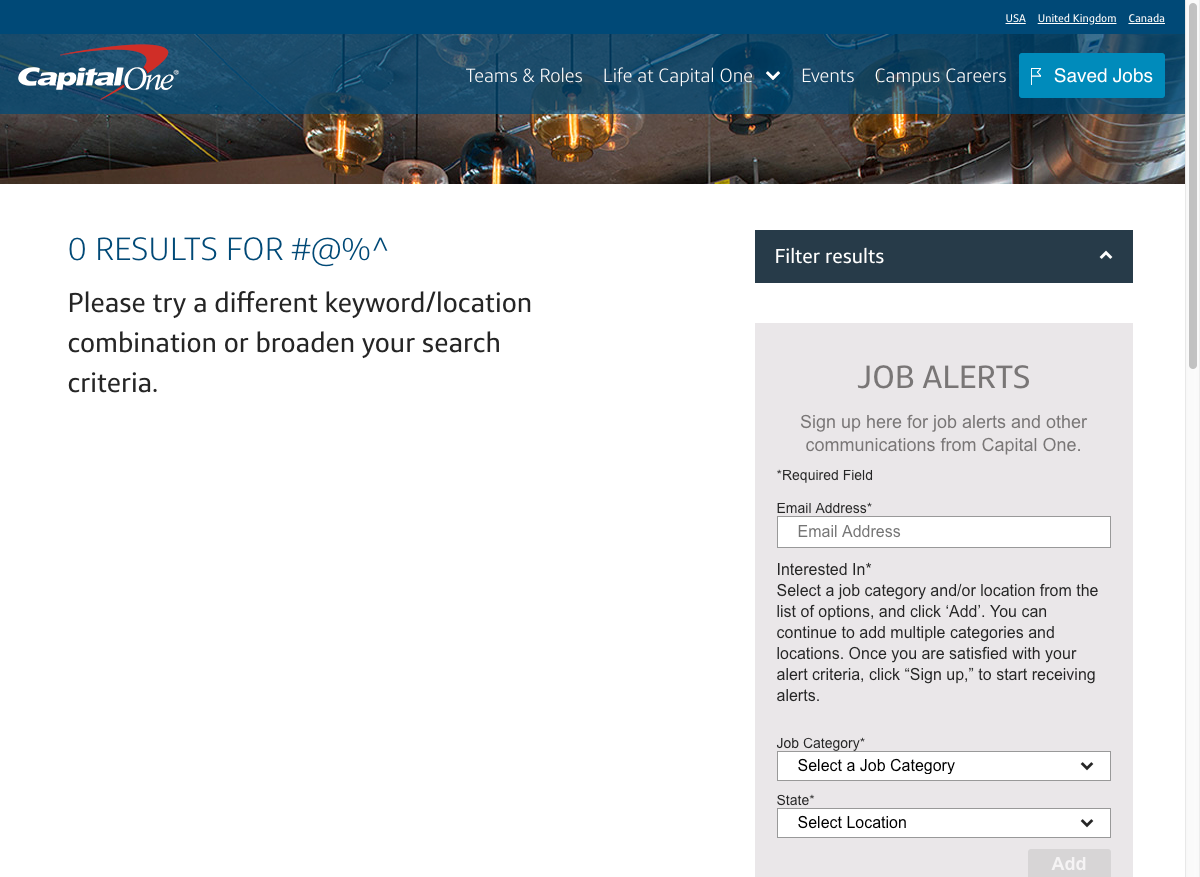 USA United Kingdom Canada
CapitalOne®
Teams & Roles Life at Capital One Events Campus Careers Saved Jobs
0 RESULTS FOR #@%^
Please try a different keyword/location
combination or broaden your search
criteria.
Filter results
JOB ALERTS
Sign up here for job alerts and other
communications from Capital One.
*Required Field
Email Address*
Email Address
Interested In*
Select a job category and/or location from the
list of options, and click ‘Add’. You can
continue to add multiple categories and
locations. Once you are satisfied with your
alert criteria, click “Sign up,” to start receiving
alerts.
Job Category*
Select a Job Category
State*
Select Location
Add